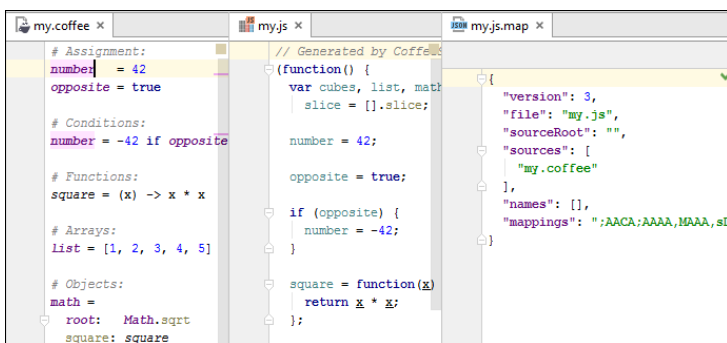 my.coffee
# Assignment:
number = 42
opposite = true
# Conditions:
number = -42 if opposite
# Functions:
square = (x) -> x * x
# Arrays:
list = [1, 2, 3, 4, 5]
# Objects:
math =
root: Math.sqrt
square: square
my.js
// Generated by
(function() {
var cubes, list, math
slice = [].slice;
number = 42;
opposite = true;
if (opposite) {
number = -42;
}
square = function(x)
return x * x;
};
JSON my.js.map
{
"version": 3,
"file": "my.js",
"sourceRoot": "",
"sources": [
"my.coffee"
],
"names": [],
"mappings": ";AACA;AAAA,MAAA,
}